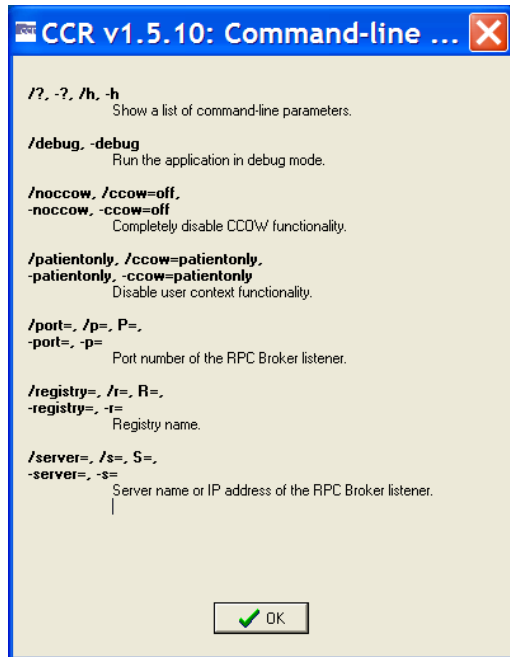 CCR v1.5.10: Command-line ...
/?, -?, /h, -h
Show a list of command-line parameters.
/debug, -debug
Run the application in debug mode.
/noccow, /ccow=off,
-noccow, -ccow=off
Completely disable CCOW functionality.
/patientonly, /ccow=patientonly,
-patientonly, -ccow=patientonly
Disable user context functionality.
/port=, /p=, P=,
-port=, -p=
Port number of the RPC Broker listener.
/registry=, /r=, R=,
-registry=, -r=
Registry name.
/server=, /s=, S=,
-server=, -s=
Server name or IP address of the RPC Broker listener.
OK